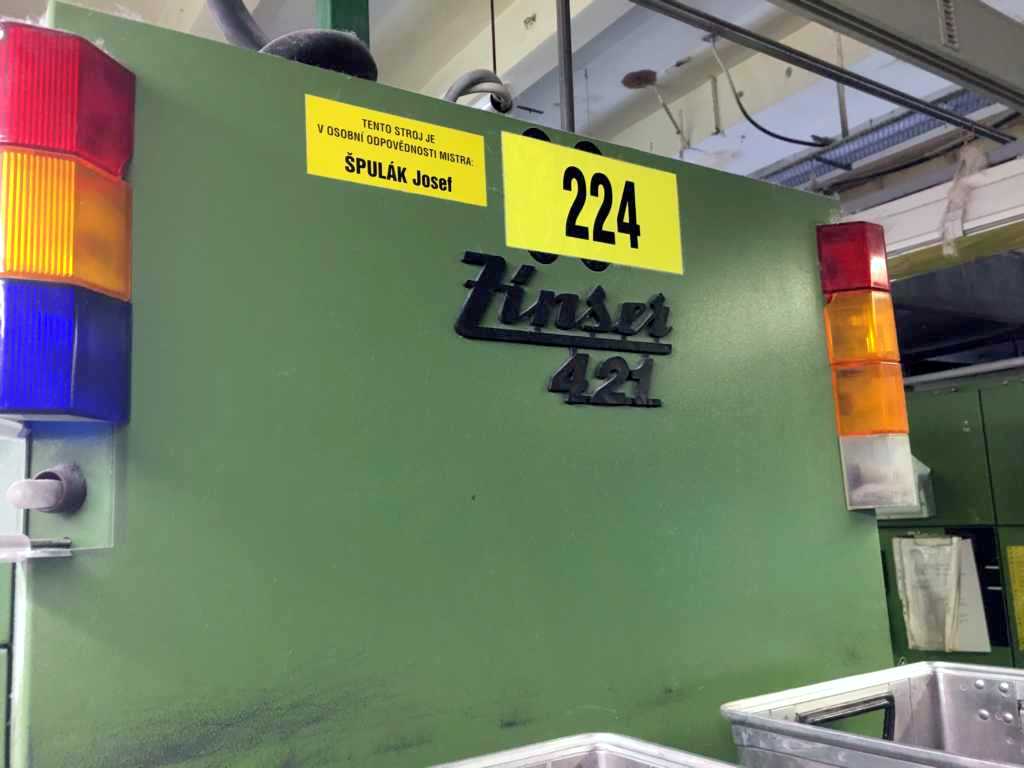 TENTO STROJ JE
V OSOBNÍ ODPOVĚDNOSTI MISTRA:
ŠPULÁK Josef
224
Zinser
421